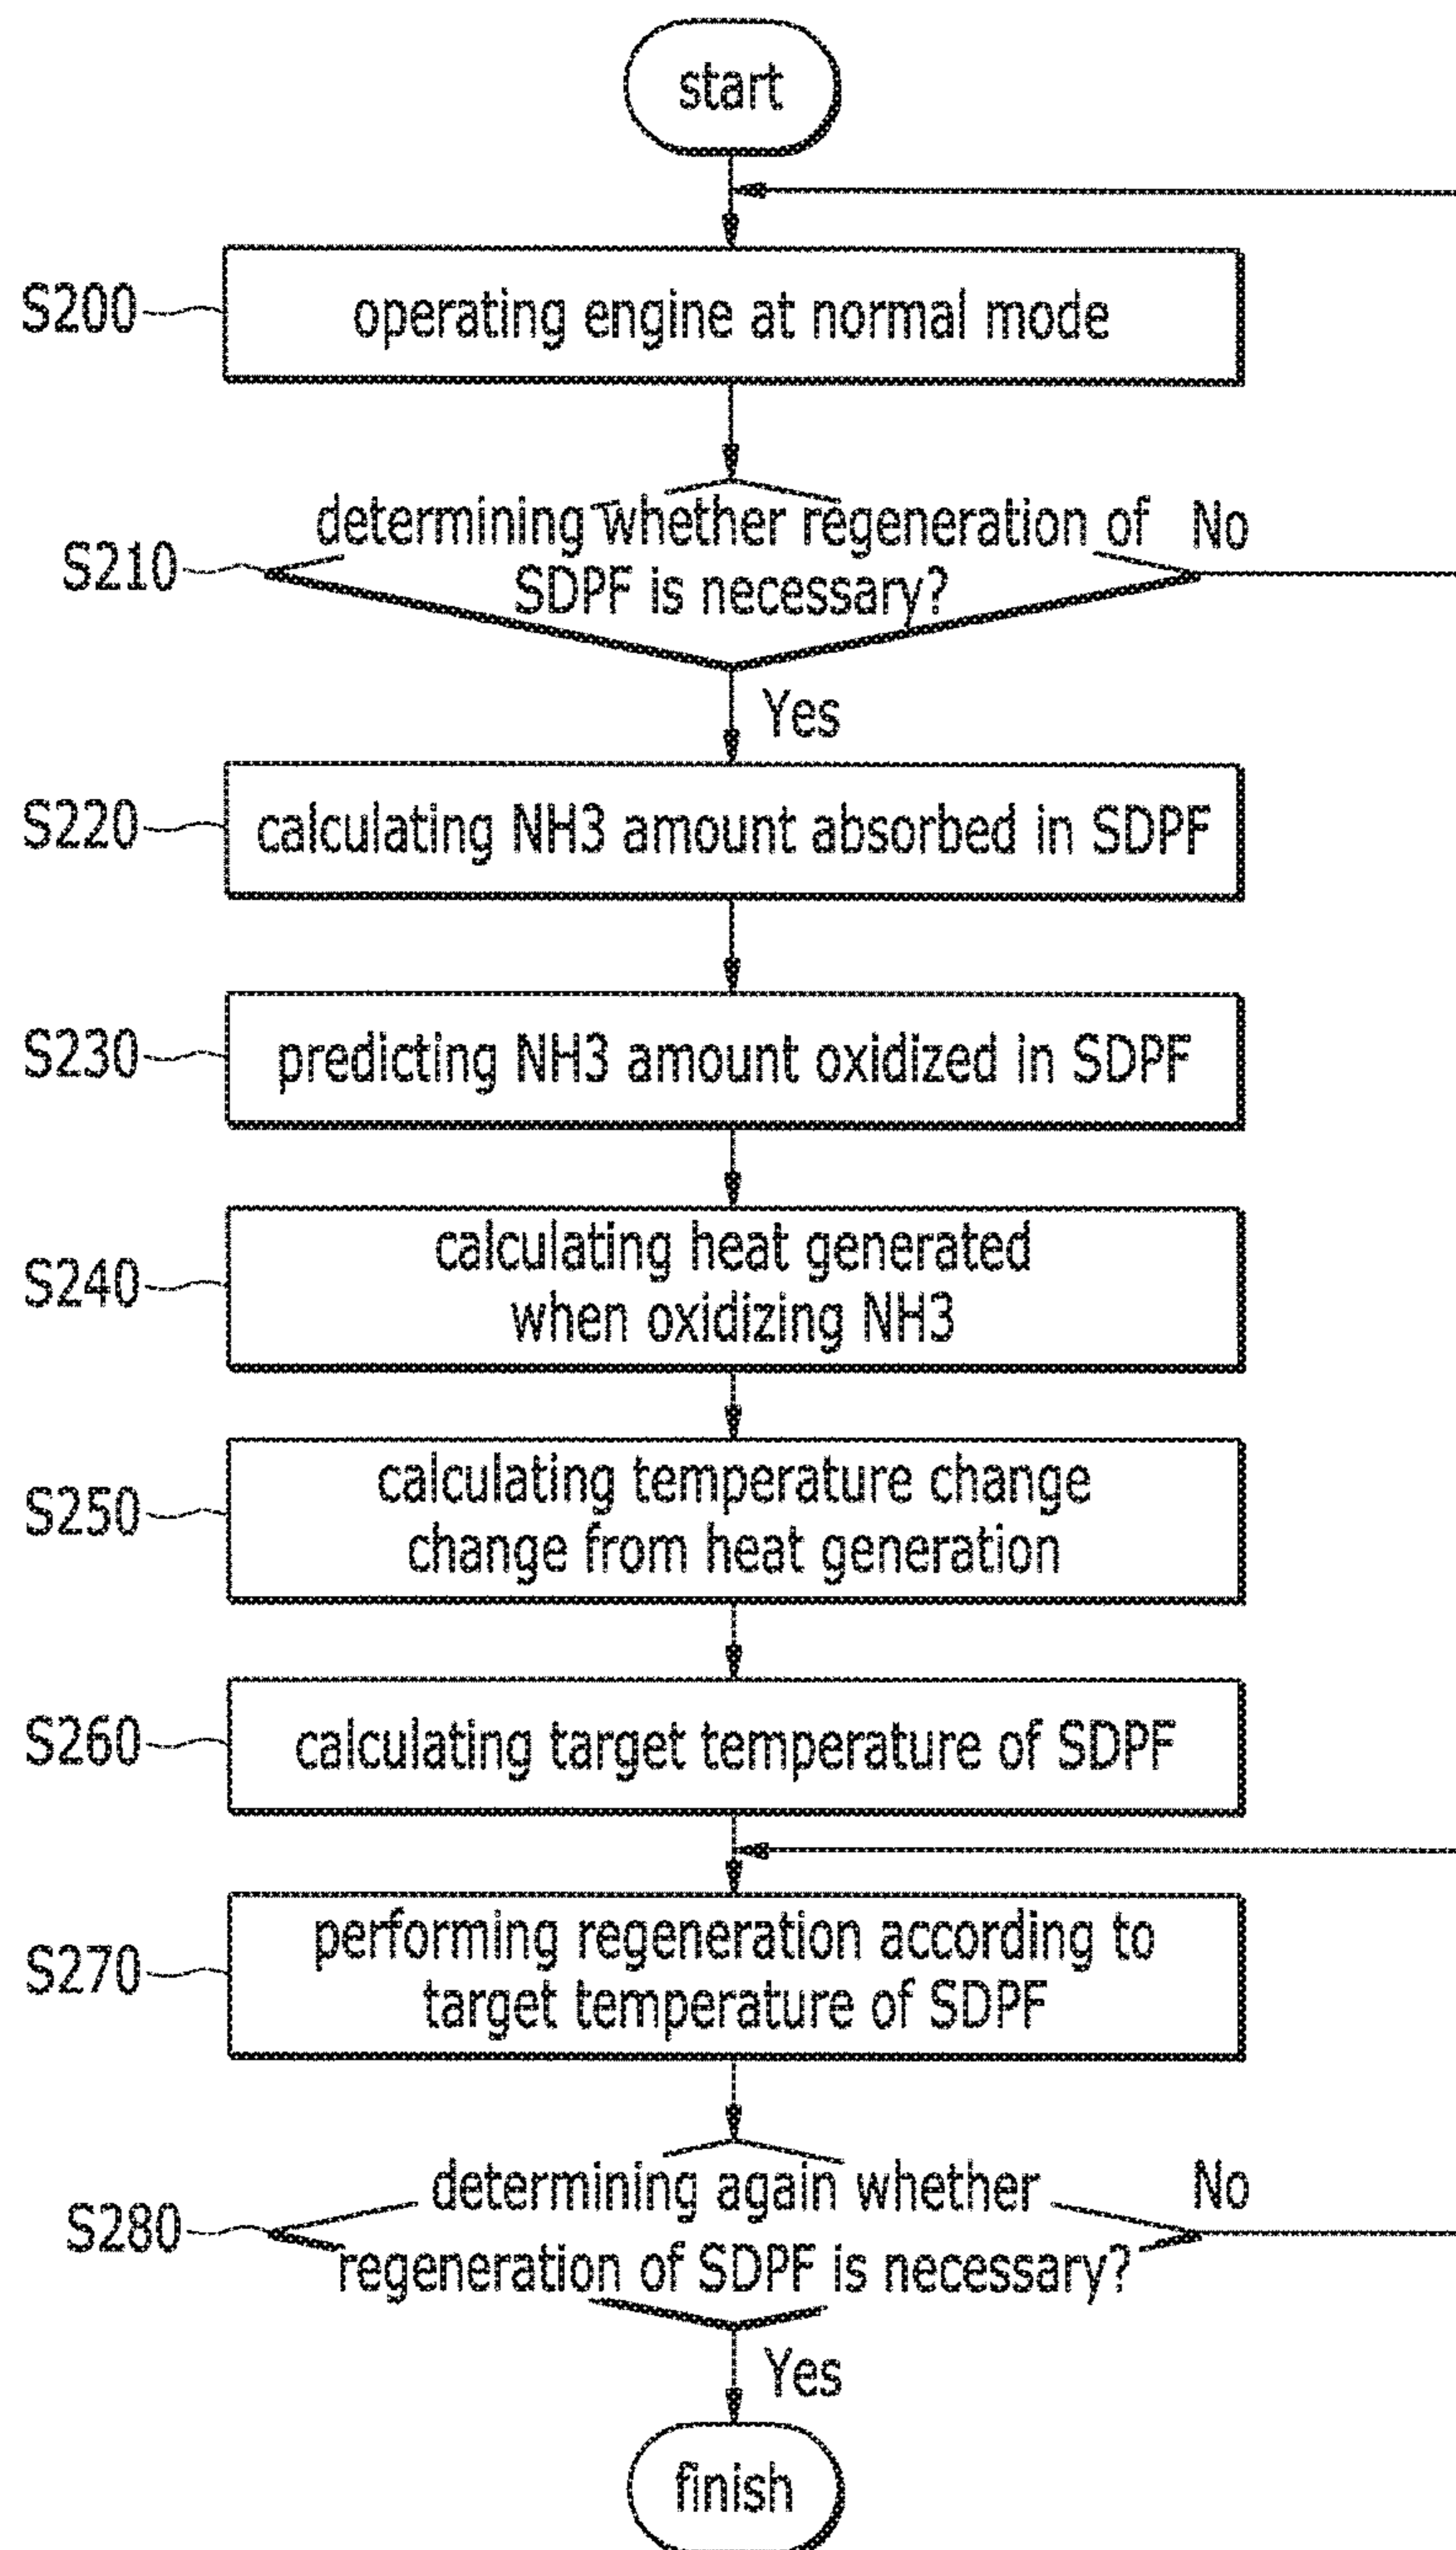 start
S200
operating engine at normal mode
S210
determining whether regeneration of
SDPF is necessary?
No
Yes
S220
calculating NH3 amount absorbed in SDPF
S230
predicting NH3 amount oxidized in SDPF
S240
calculating heat generated
when oxidizing NH3
S250
calculating temperature change
change from heat generation
S260
calculating target temperature of SDPF
S270
performing regeneration according to
target temperature of SDPF
S280
determining again whether
regeneration of SDPF is necessary?
No
Yes
finish